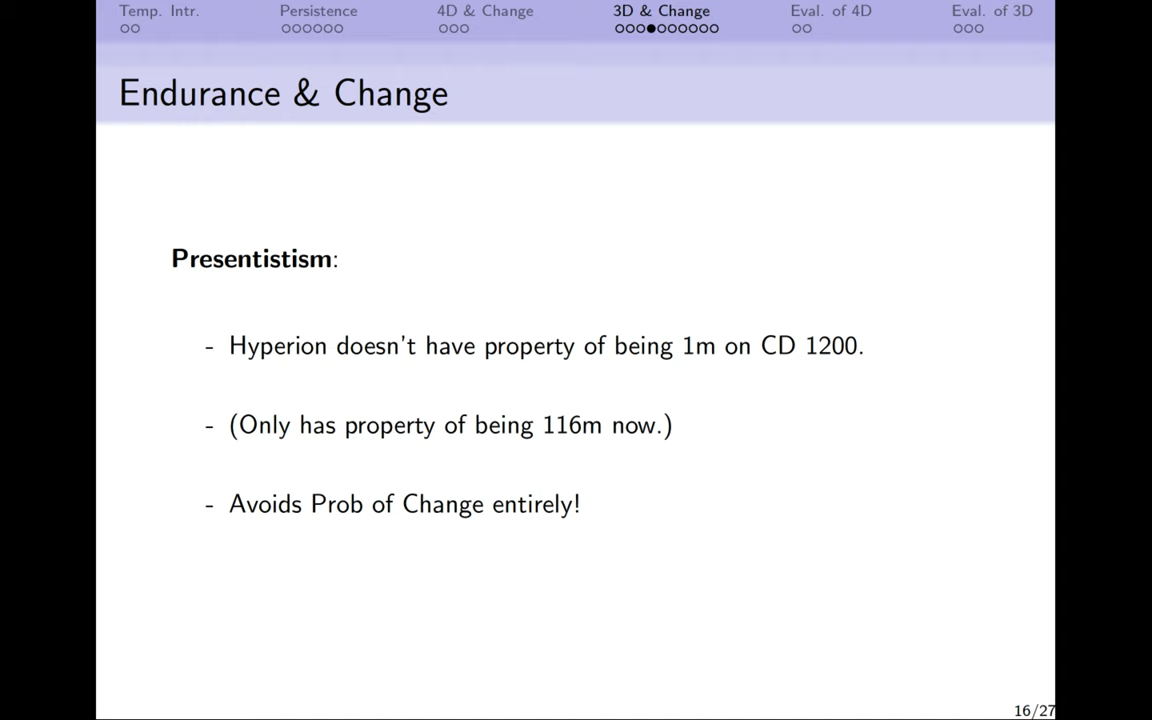 Temp. Intr. Persistence 4D & Change 3D & Change Eval. of 4D Eval. of 3D
Endurance & Change
Presentistism:
- Hyperion doesn't have property of being 1m on CD 1200.
- (Only has property of being 116m now.)
- Avoids Prob of Change entirely!
16/27